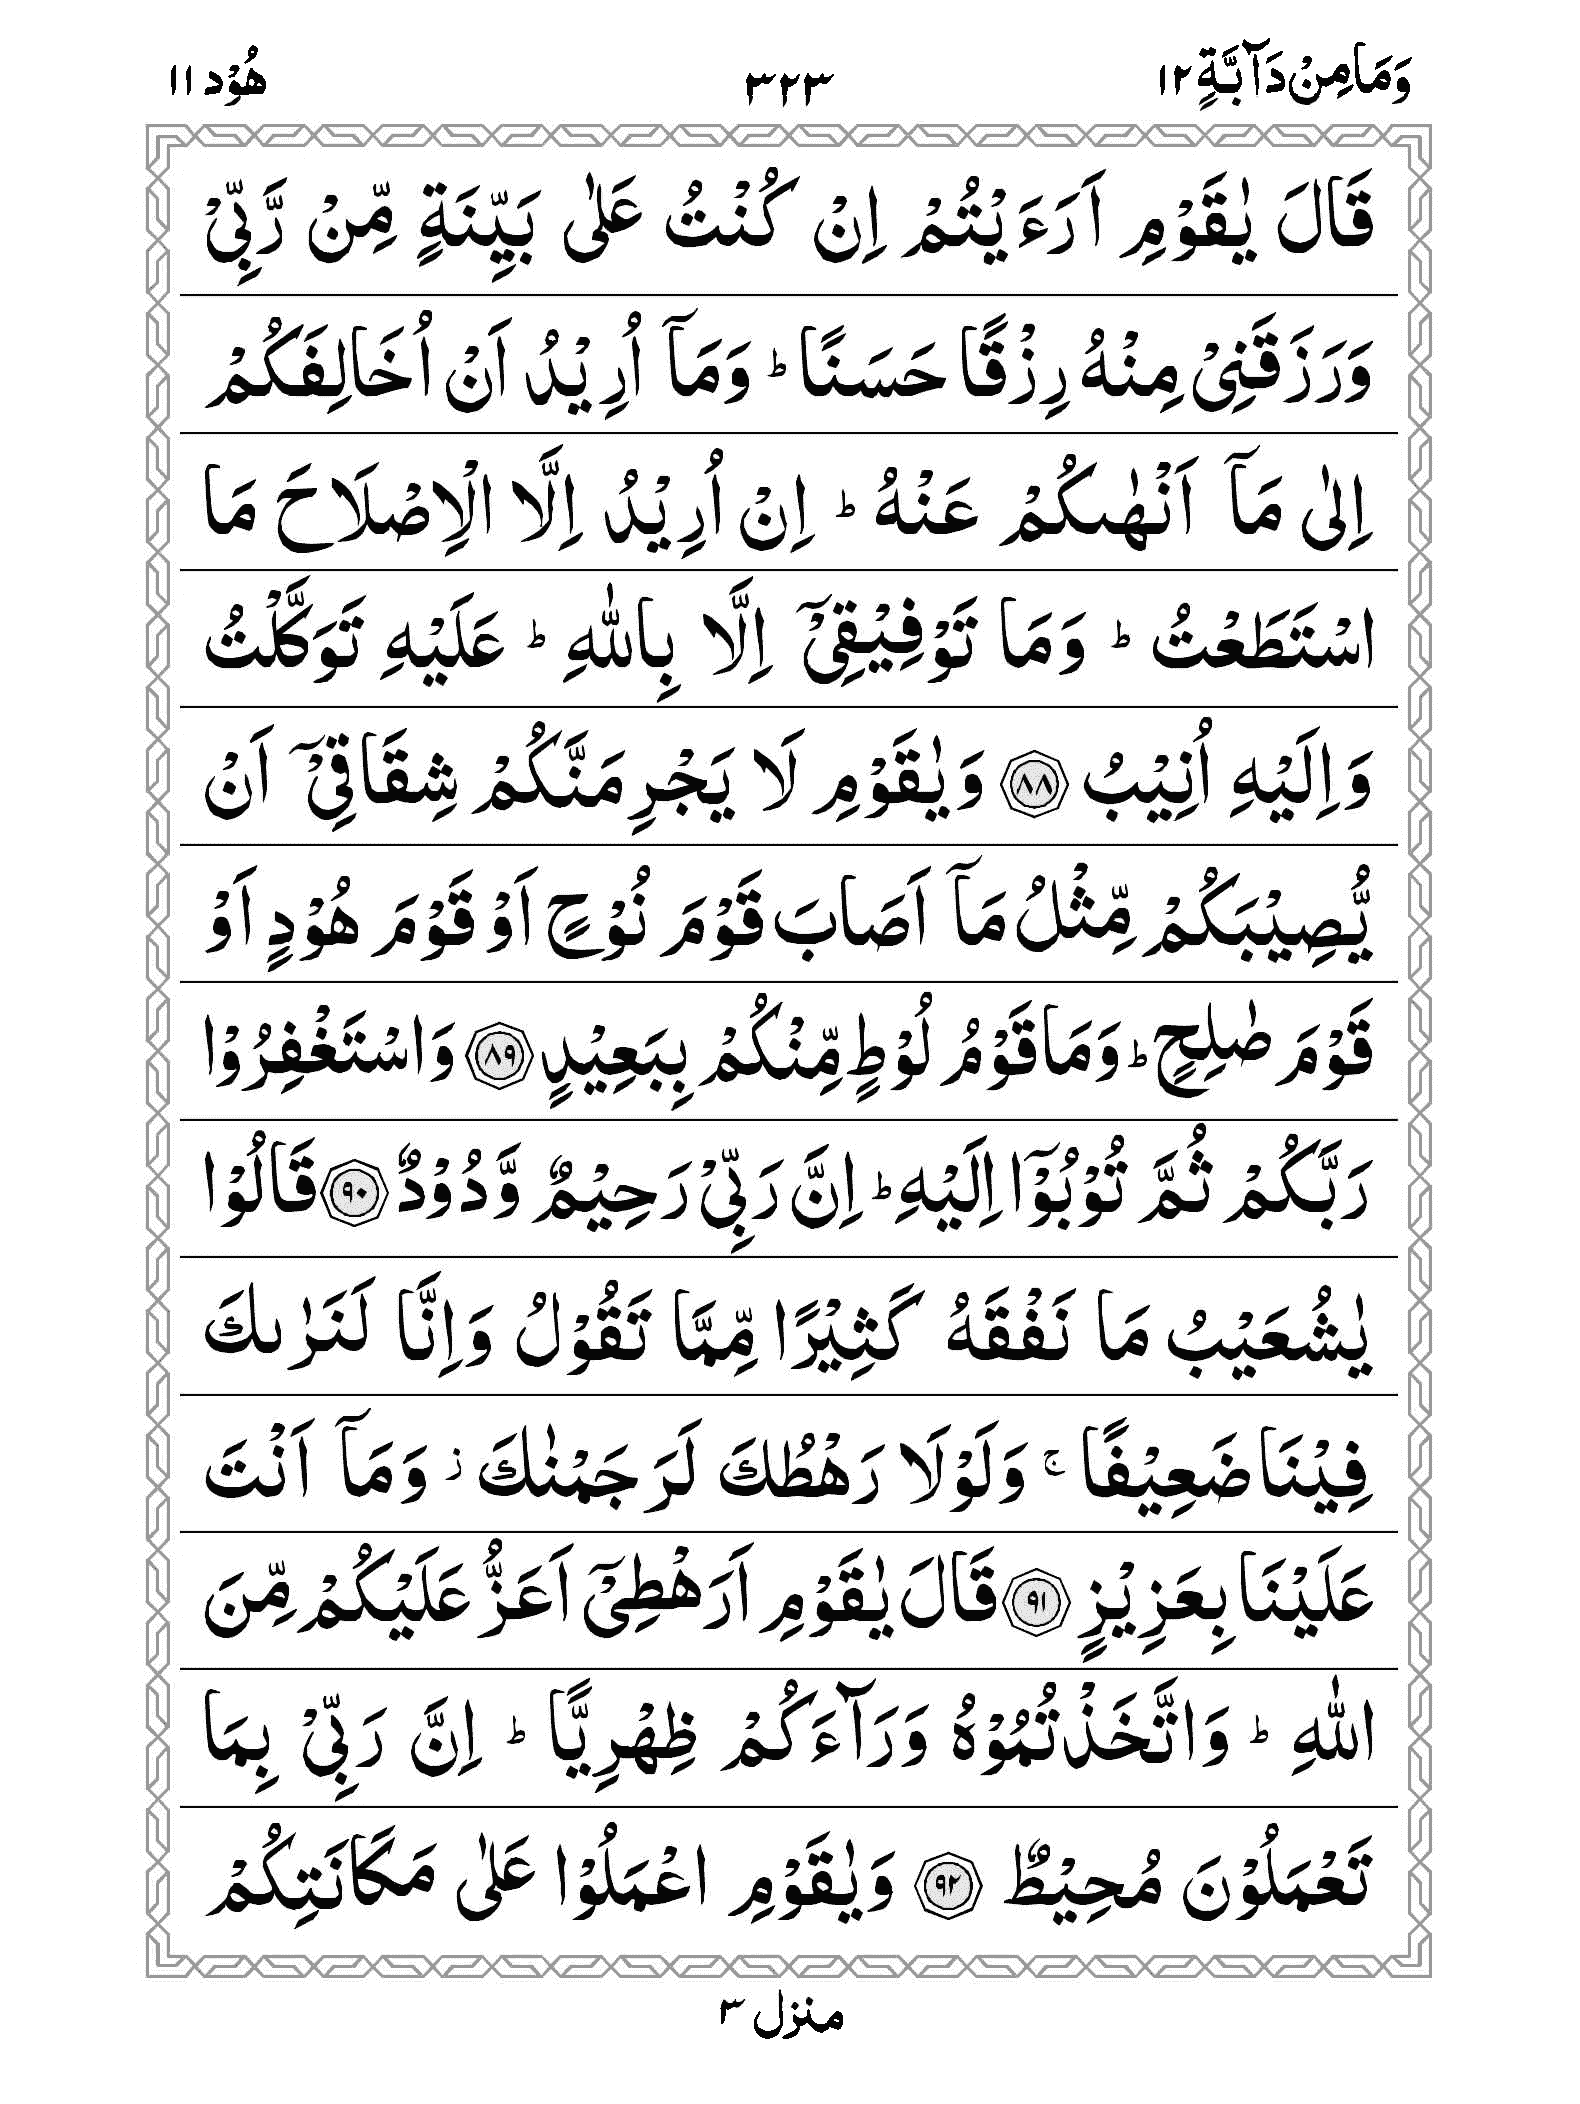 وَمَا مِنْ دَآبَّةٍ ١٢ ٣٢٣ هُوْد ١١
قَالَ يٰقَوْمِ اَرَءَيْتُمْ اِنْ كُنْتُ عَلٰى بَيِّنَةٍ مِّنْ رَّبِّيْ
وَرَزَقَنِيْ مِنْهُ رِزْقًا حَسَنًا ؕ وَمَآ اُرِيْدُ اَنْ اُخَالِفَكُمْ
اِلٰى مَآ اَنْهٰىكُمْ عَنْهُ ؕ اِنْ اُرِيْدُ اِلَّا الْاِصْلَاحَ مَا
اسْتَطَعْتُ ؕ وَمَا تَوْفِيْقِيْٓ اِلَّا بِاللّٰهِ ؕ عَلَيْهِ تَوَكَّلْتُ
وَاِلَيْهِ اُنِيْبُ ٨٨ وَيٰقَوْمِ لَا يَجْرِمَنَّكُمْ شِقَاقِيْٓ اَنْ
يُّصِيْبَكُمْ مِّثْلُ مَآ اَصَابَ قَوْمَ نُوْحٍ اَوْ قَوْمَ هُوْدٍ اَوْ
قَوْمَ صٰلِحٍ ؕ وَمَا قَوْمُ لُوْطٍ مِّنْكُمْ بِبَعِيْدٍ ٨٩ وَاسْتَغْفِرُوْا
رَبَّكُمْ ثُمَّ تُوْبُوْٓا اِلَيْهِ ؕ اِنَّ رَبِّيْ رَحِيْمٌ وَّدُوْدٌ ٩٠ قَالُوْا
يٰشُعَيْبُ مَا نَفْقَهُ كَثِيْرًا مِّمَّا تَقُوْلُ وَاِنَّا لَنَرٰىكَ
فِيْنَا ضَعِيْفًا ۚ وَلَوْلَا رَهْطُكَ لَرَجَمْنٰكَ ز وَمَآ اَنْتَ
عَلَيْنَا بِعَزِيْزٍ ٩١ قَالَ يٰقَوْمِ اَرَهْطِيْٓ اَعَزُّ عَلَيْكُمْ مِّنَ
اللّٰهِ ؕ وَاتَّخَذْتُمُوْهُ وَرَآءَكُمْ ظِهْرِيًّا ؕ اِنَّ رَبِّيْ بِمَا
تَعْمَلُوْنَ مُحِيْطٌ ٩٢ وَيٰقَوْمِ اعْمَلُوْا عَلٰى مَكَانَتِكُمْ
منزل ٣